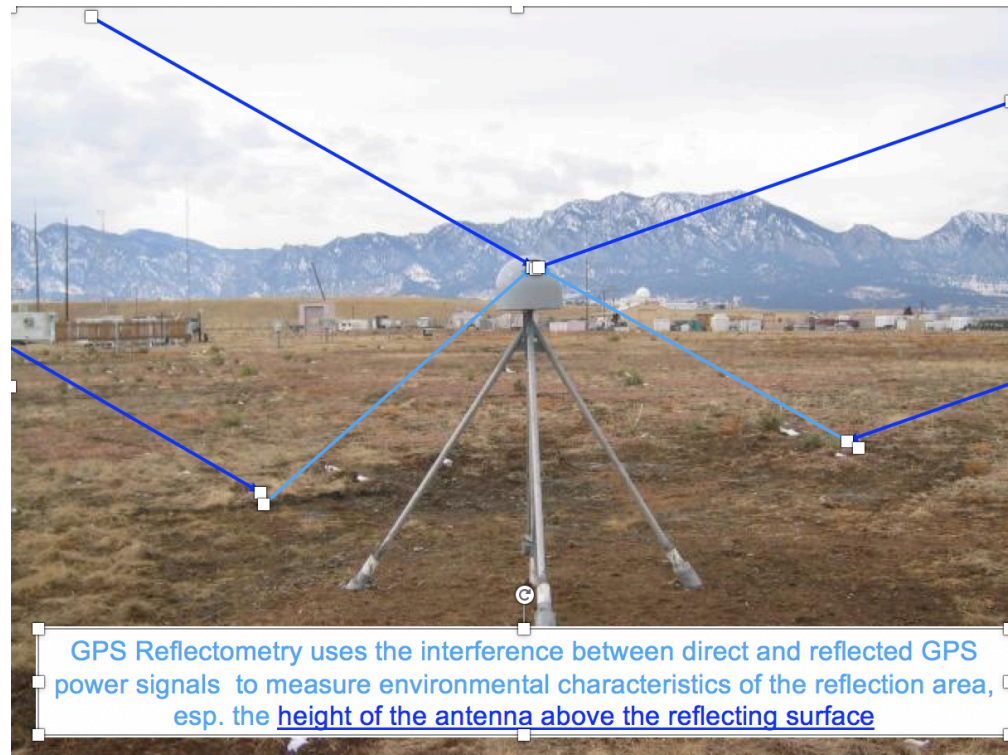 GPS Reflectometry uses the interference between direct and reflected GPS
power signals  to measure environmental characteristics of the reflection area,
esp. the height of the antenna above the reflecting surface